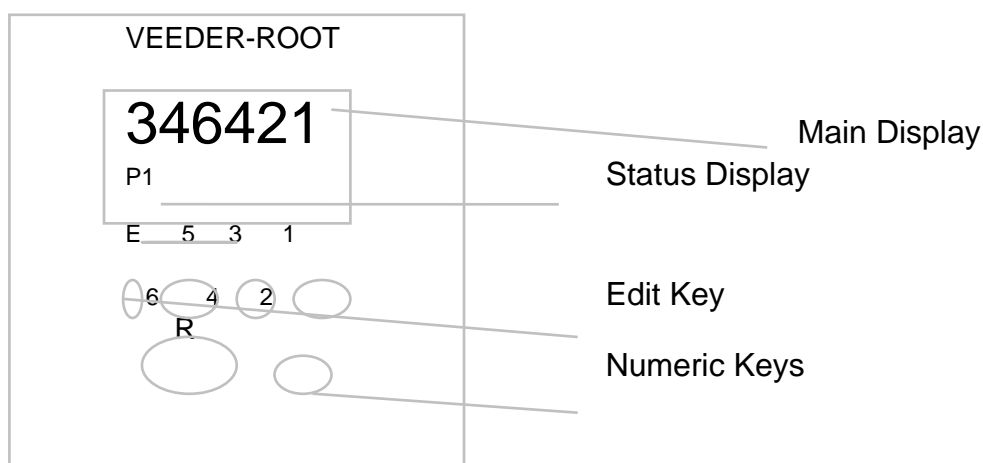 VEEDER-ROOT
346421
Main Display
P1
Status Display
E 5 3 1
6 4 2
Edit Key
R
Numeric Keys